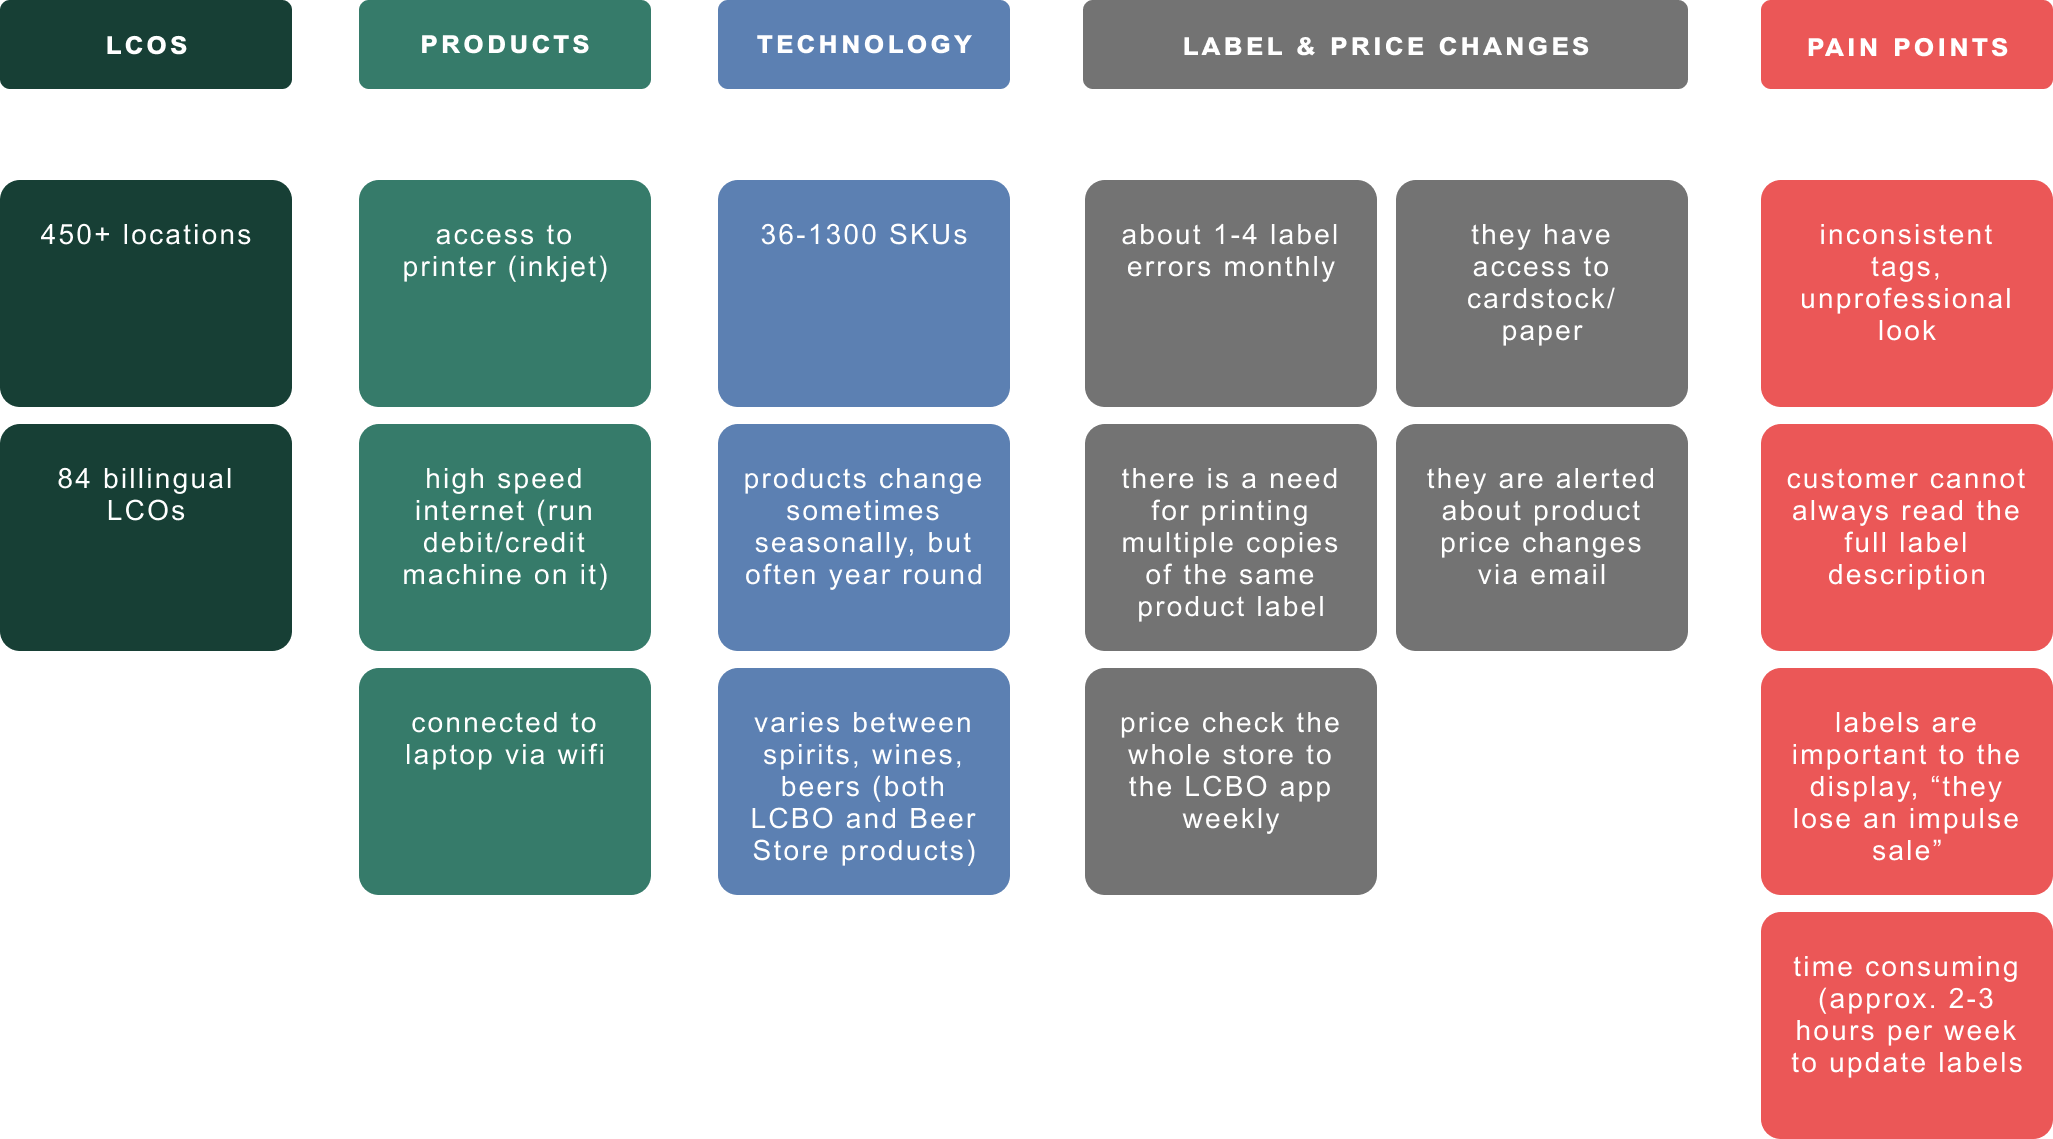 LCOS
PRODUCTS
TECHNOLOGY
LABEL & PRICE CHANGES
PAIN POINTS
450+ locations
84 billingual
LCOs
access to
printer (inkjet)
high speed
internet (run
debit/credit
machine on it)
connected to
laptop via wifi
36-1300 SKUs
products change
sometimes
seasonally, but
often year round
varies between
spirits, wines,
beers (both
LCBO and Beer
Store products)
about 1-4 label
errors monthly
there is a need
for printing
multiple copies
of the same
product label
price check the
whole store to
the LCBO app
weekly
they have
access to
cardstock/
paper
they are alerted
about product
price changes
via email
inconsistent
tags,
unprofessional
look
customer cannot
always read the
full label
description
labels are
important to the
display, “they
lose an impulse
sale”
time consuming
(approx. 2-3
hours per week
to update labels